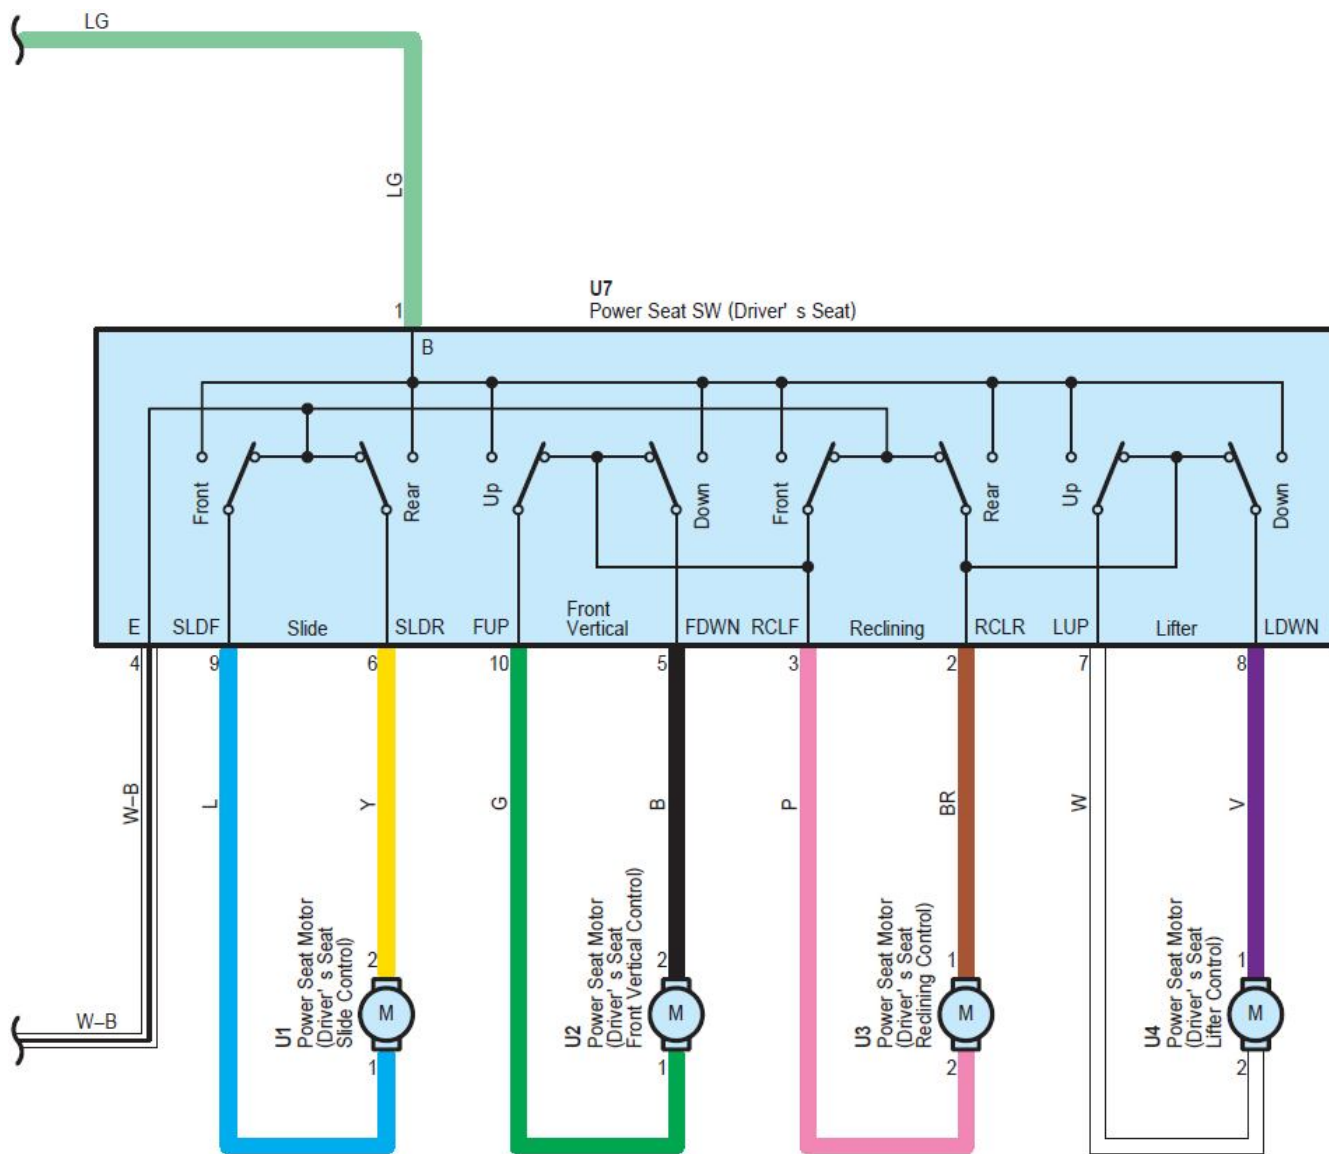 LG
LG
U7
Power Seat SW (Driver' s Seat)
1
B
Front
Rear
Up
Down
Front
Rear
Up
Down
E
SLDF
Slide
SLDR
FUP
Front
Vertical
FDWN
RCLF
Reclining
RCLR
LUP
Lifter
LDWN
4
9
6
10
5
3
2
7
8
W–B
L
Y
G
B
P
BR
W
V
W–B
U1
Power Seat Motor
(Driver' s Seat
Slide Control)
2
M
1
U2
Power Seat Motor
(Driver' s Seat
Front Vertical Control)
2
M
1
U3
Power Seat Motor
(Driver' s Seat
Reclining Control)
1
M
2
U4
Power Seat Motor
(Driver' s Seat
Lifter Control)
1
M
2